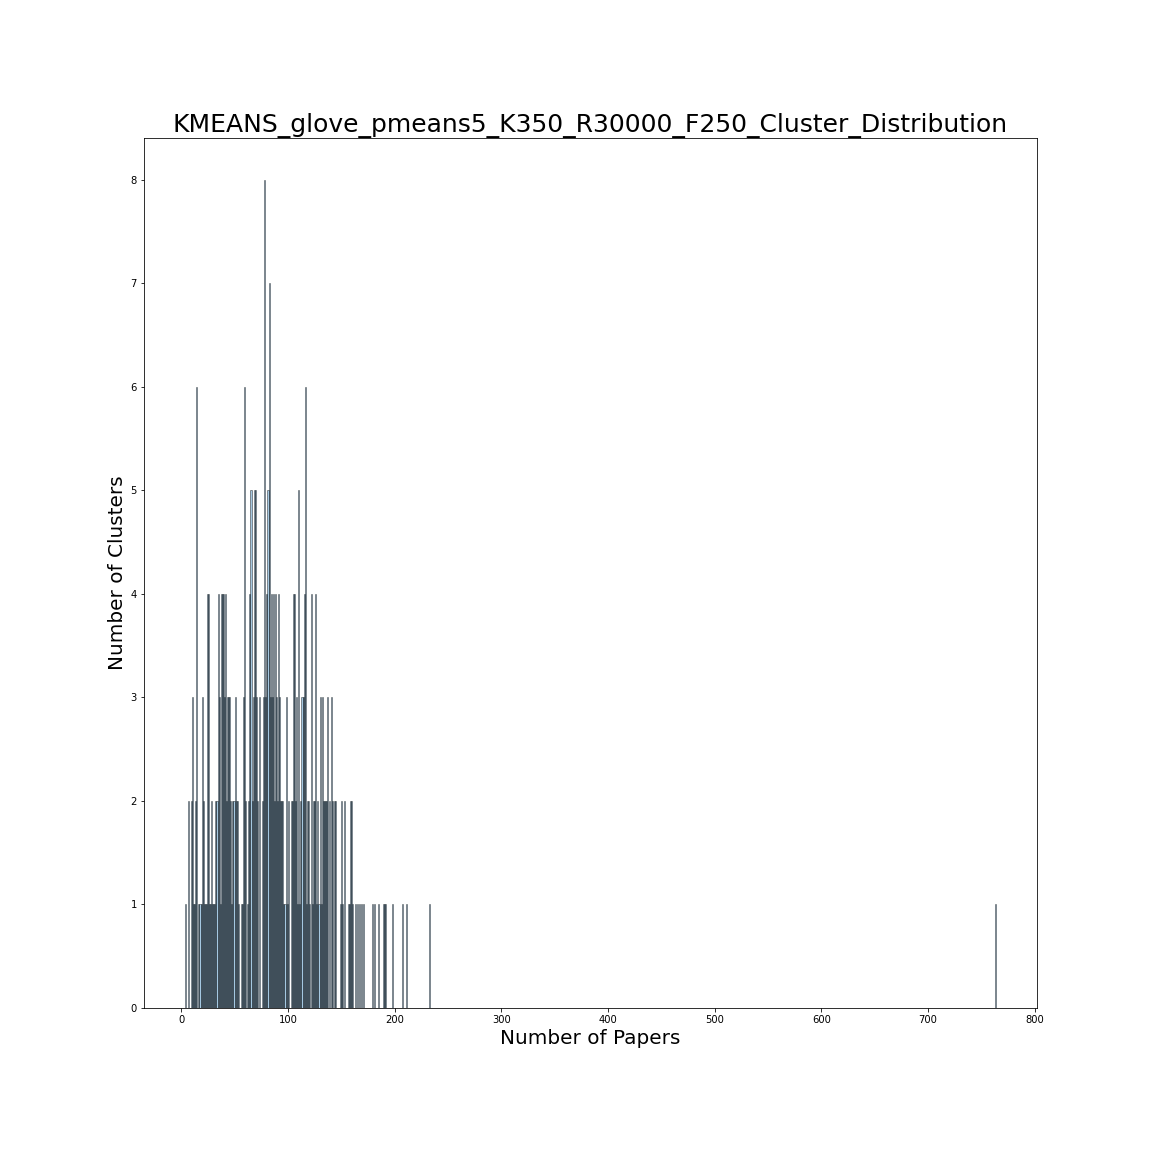 KMEANS_glove_pmeans5_K350_R30000_F250_Cluster_Distribution
8
7
6
5
4
3
2
1
0
Number of Clusters
0 100 200 300 400 500 600 700 800
Number of Papers